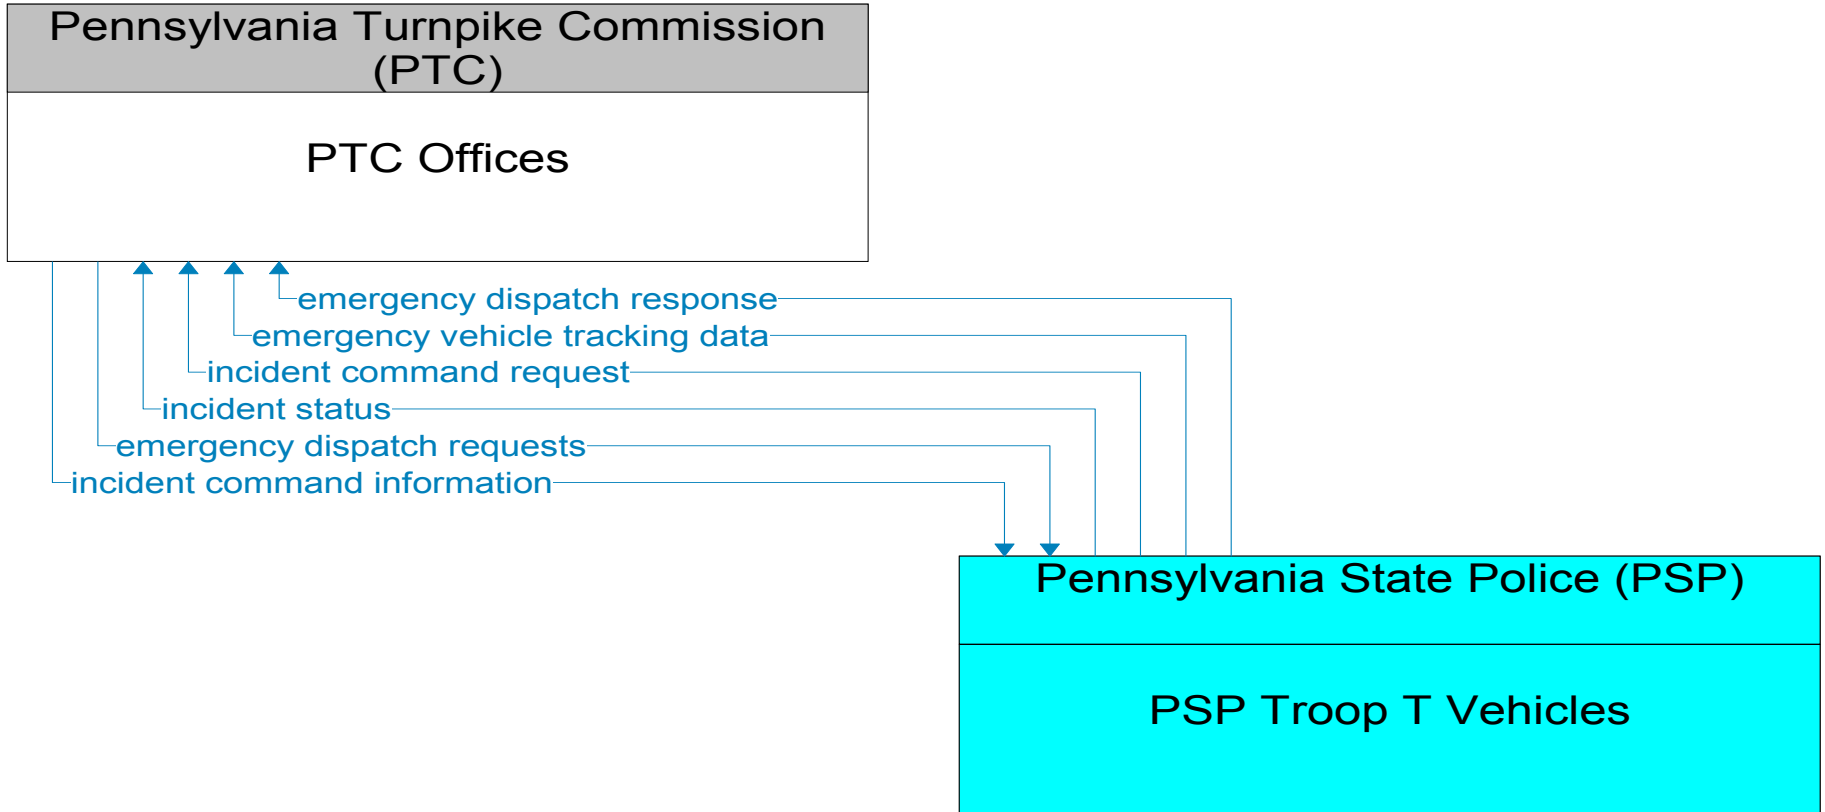 Pennsylvania Turnpike Commission
(PTC)
PTC Offices
emergency dispatch response
emergency vehicle tracking data
incident command request
incident status
emergency dispatch requests
incident command information
Pennsylvania State Police (PSP)
PSP Troop T Vehicles